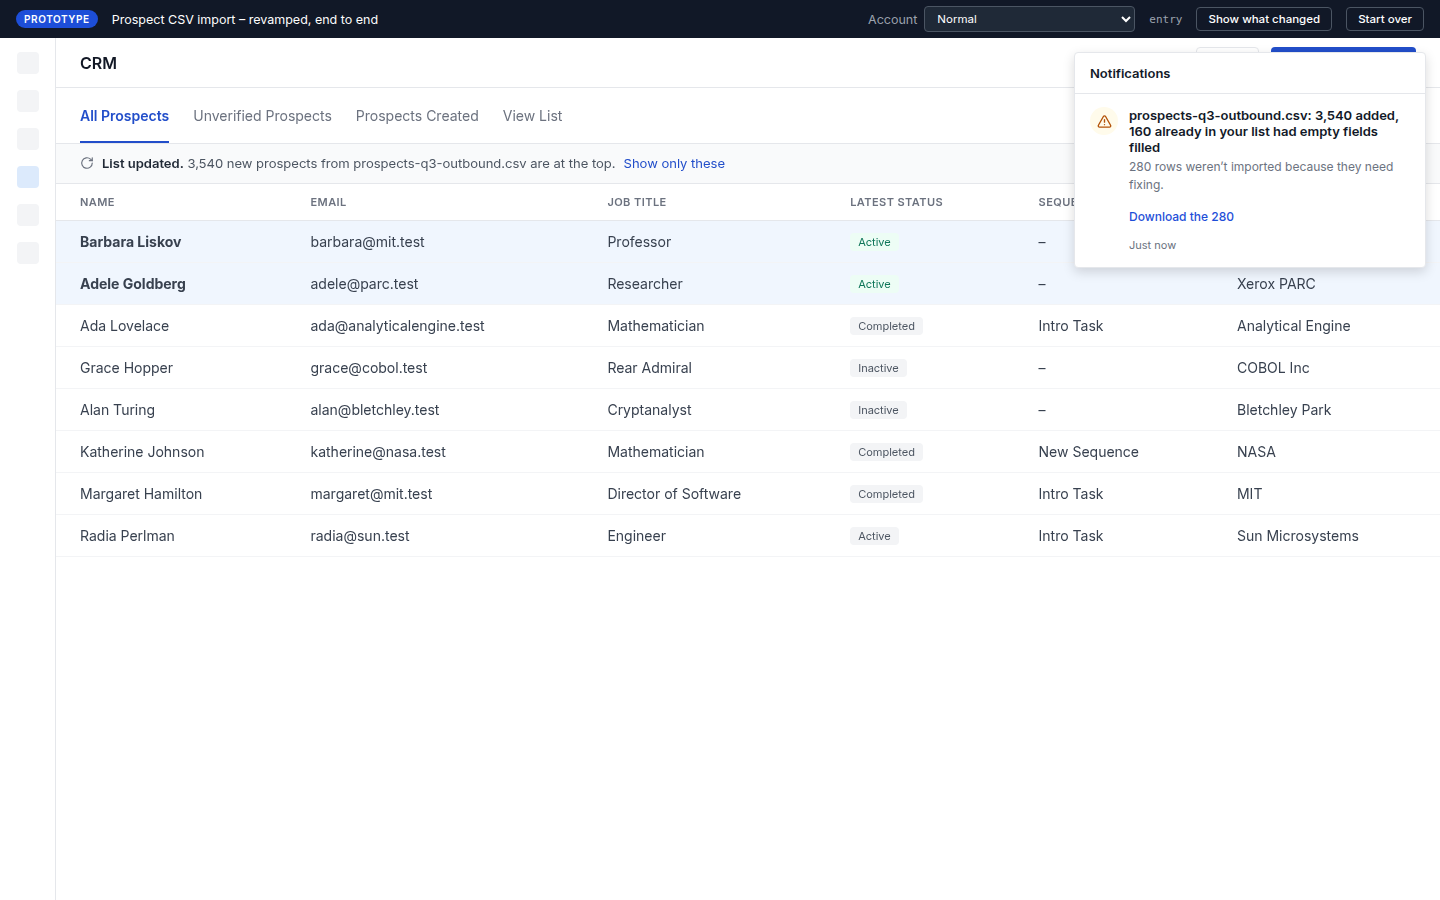 PROTOTYPE Prospect CSV import – revamped, end to end Account Normal entry Show what changed Start over
CRM
All Prospects Unverified Prospects Prospects Created View List
List updated. 3,540 new prospects from prospects-q3-outbound.csv are at the top. Show only these
Notifications
prospects-q3-outbound.csv: 3,540 added,
160 already in your list had empty fields
filled
280 rows weren’t imported because they need
fixing.
Download the 280
Just now
NAME EMAIL JOB TITLE LATEST STATUS
Barbara Liskov barbara@mit.test Professor Active –
Adele Goldberg adele@parc.test Researcher Active – Xerox PARC
Ada Lovelace ada@analyticalengine.test Mathematician Completed Intro Task Analytical Engine
Grace Hopper grace@cobol.test Rear Admiral Inactive – COBOL Inc
Alan Turing alan@bletchley.test Cryptanalyst Inactive – Bletchley Park
Katherine Johnson katherine@nasa.test Mathematician Completed New Sequence NASA
Margaret Hamilton margaret@mit.test Director of Software Completed Intro Task MIT
Radia Perlman radia@sun.test Engineer Active Intro Task Sun Microsystems